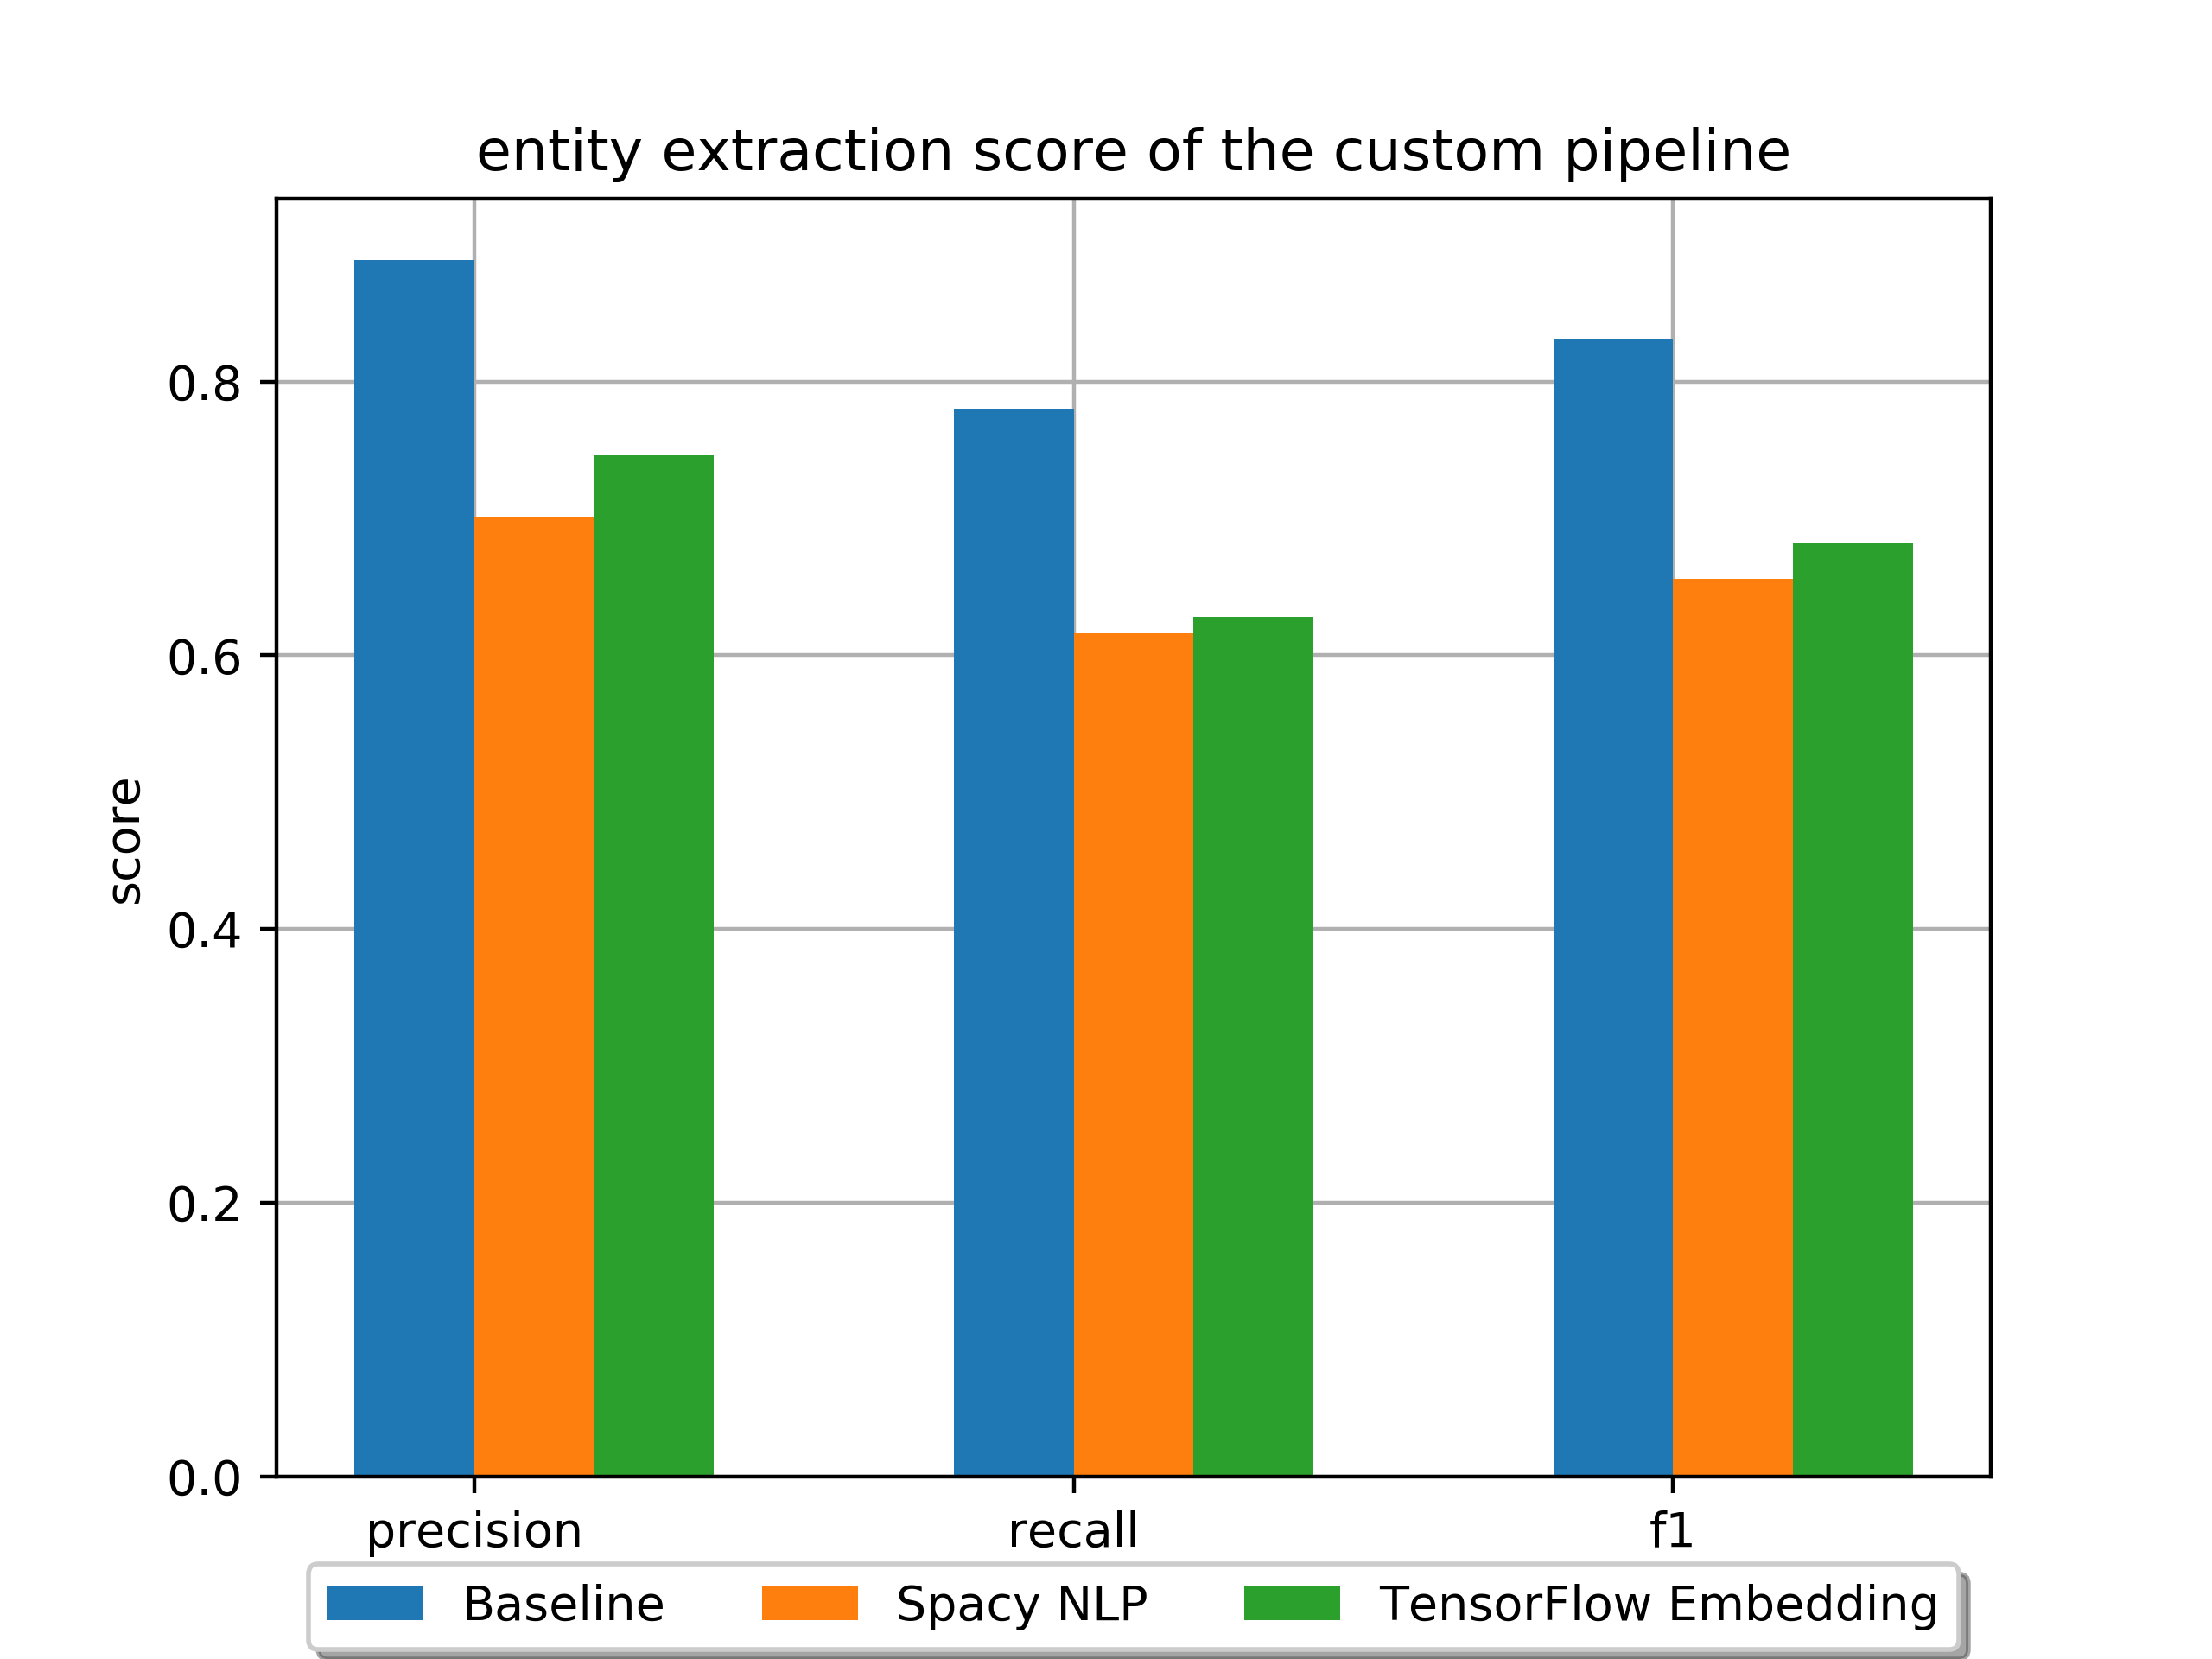 entity extraction score of the custom pipeline
score
0.8
0.6
0.4
0.2
0.0
precision recall f1
Baseline Spacy NLP TensorFlow Embedding